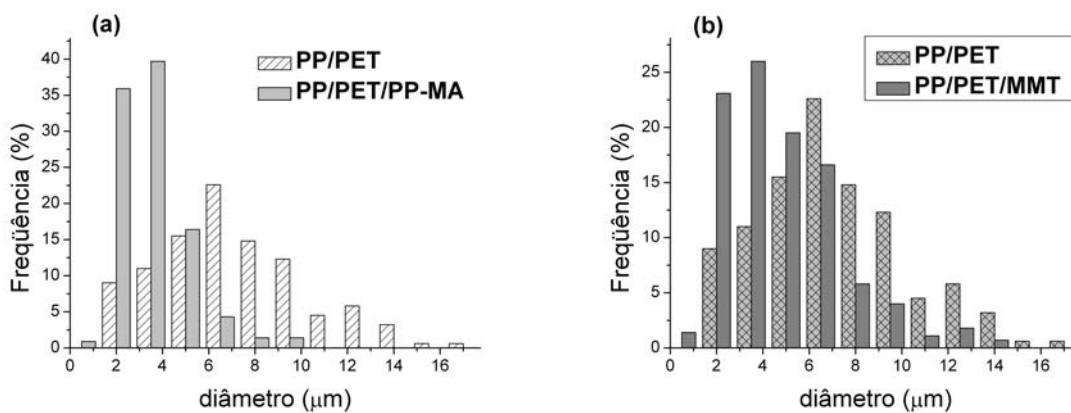 (a)
PP/PET
PP/PET/PP-MA
Freqüência (%)
40
35
30
25
20
15
10
5
0
0 2 4 6 8 10 12 14 16
diâmetro (μm)
(b)
PP/PET
PP/PET/MMT
Freqüência (%)
25
20
15
10
5
0
0 2 4 6 8 10 12 14 16
diâmetro (μm)